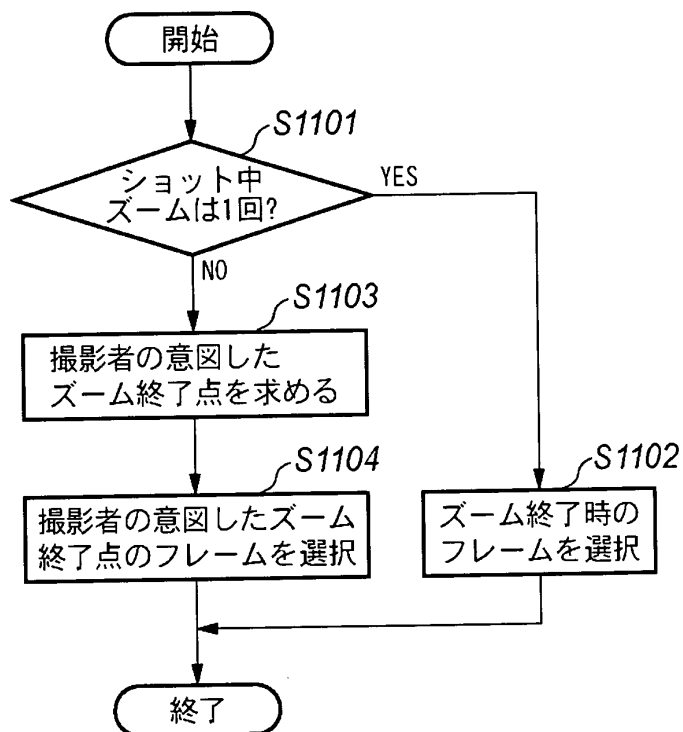 開始
S1101
ショット中
ズームは1回?
YES
NO
S1103
撮影者の意図した
ズーム終了点を求める
S1104
撮影者の意図したズーム
終了点のフレームを選択
S1102
ズーム終了時の
フレームを選択
終了